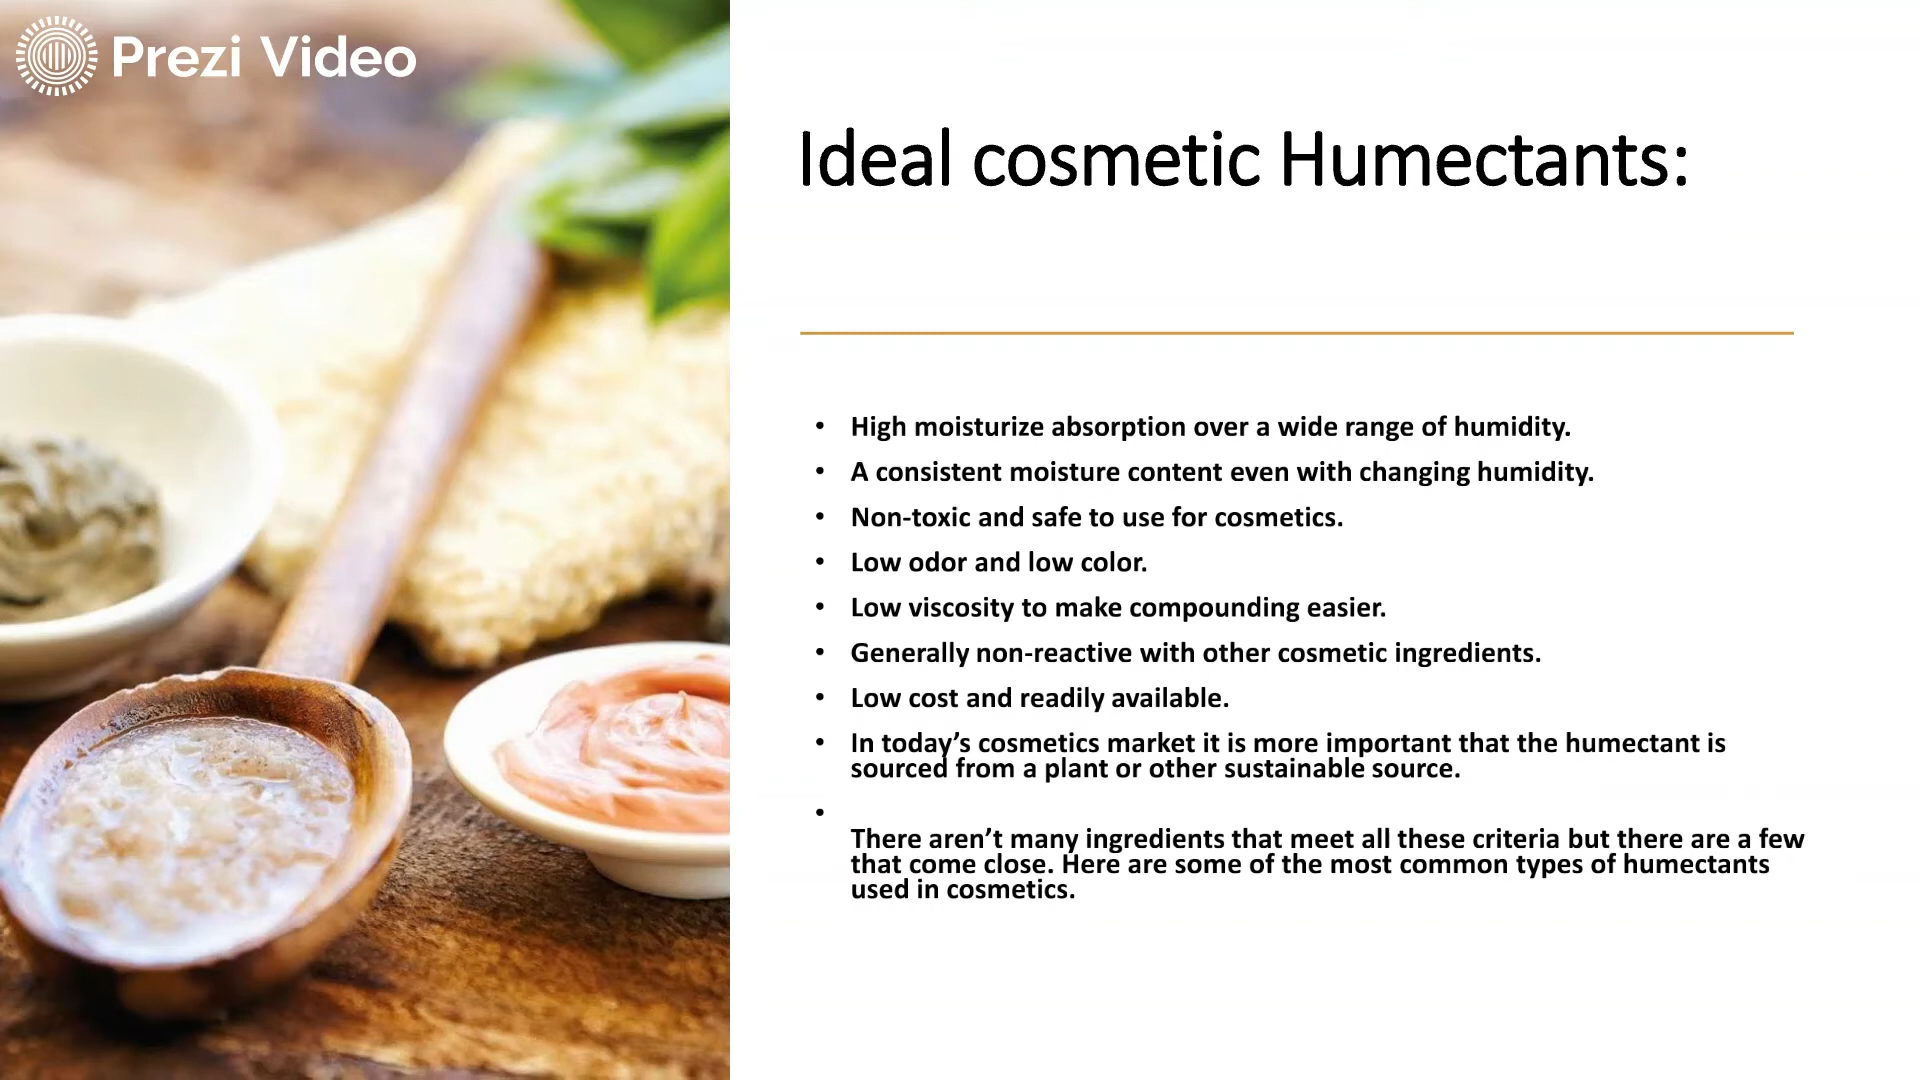 Prezi Video
Ideal cosmetic Humectants:
• High moisturize absorption over a wide range of humidity.
• A consistent moisture content even with changing humidity.
• Non-toxic and safe to use for cosmetics.
• Low odor and low color.
• Low viscosity to make compounding easier.
• Generally non-reactive with other cosmetic ingredients.
• Low cost and readily available.
• In today’s cosmetics market it is more important that the humectant is
sourced from a plant or other sustainable source.
•
There aren’t many ingredients that meet all these criteria but there are a few
that come close. Here are some of the most common types of humectants
used in cosmetics.